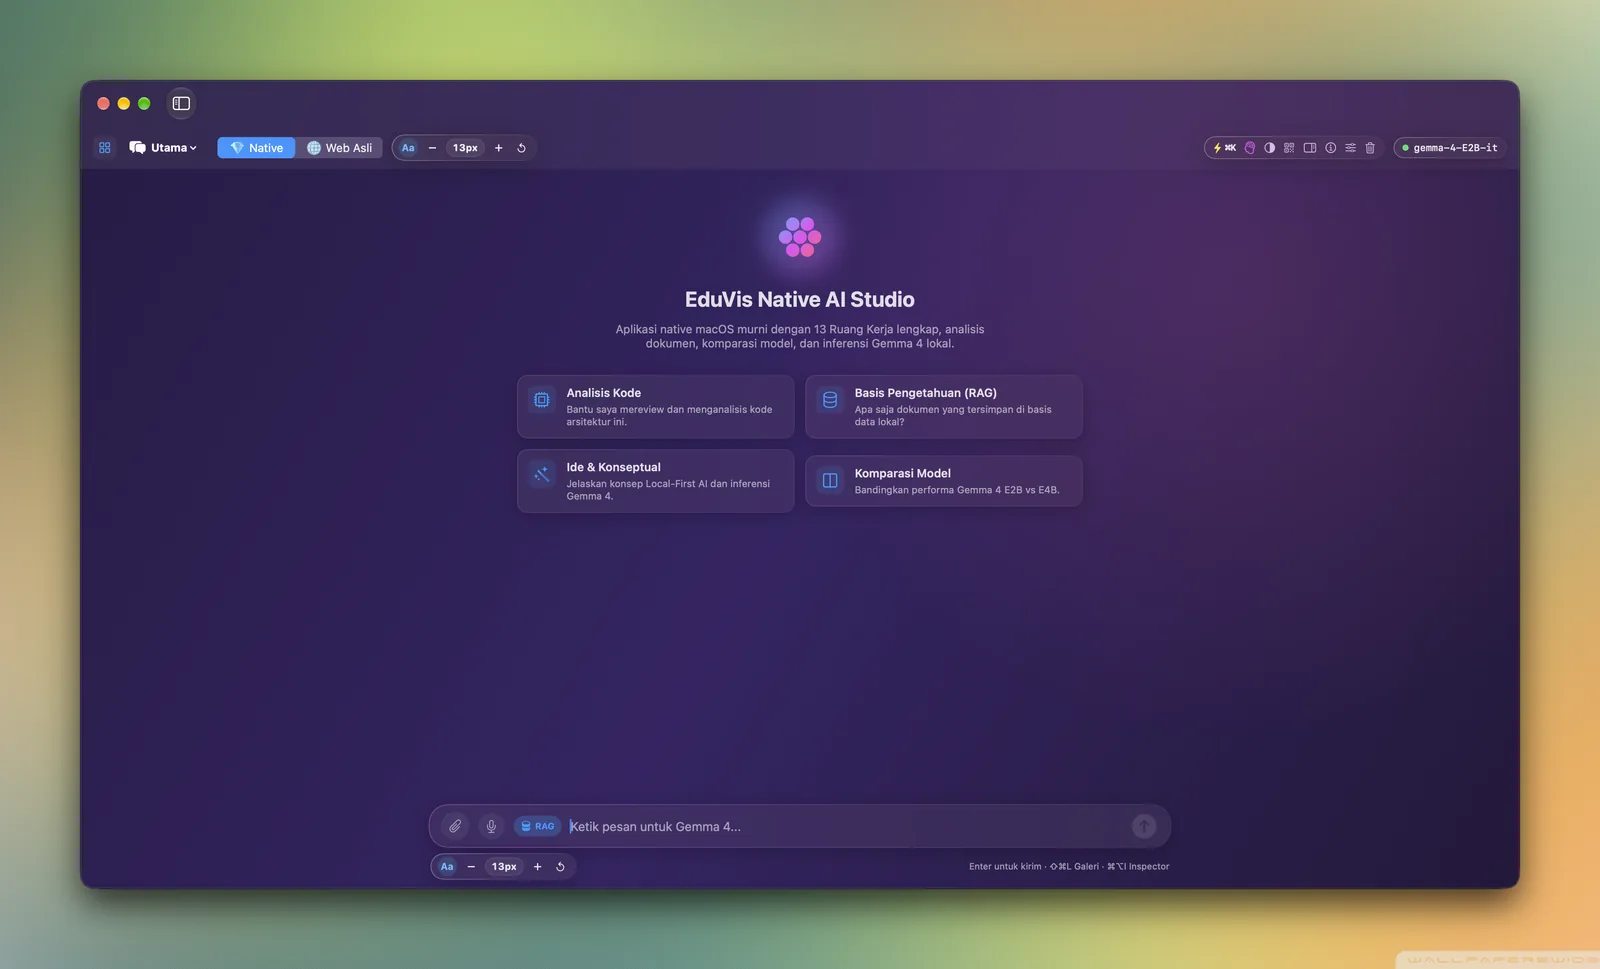 Utama
Native
Web Asli
Aa − 13px +
⌘K
gemma-4-E2B-it
EduVis Native AI Studio
Aplikasi native macOS murni dengan 13 Ruang Kerja lengkap, analisis
dokumen, komparasi model, dan inferensi Gemma 4 lokal.
Analisis Kode
Bantu saya mereview dan menganalisis kode
arsitektur ini.
Basis Pengetahuan (RAG)
Apa saja dokumen yang tersimpan di basis
data lokal?
Ide & Konseptual
Jelaskan konsep Local-First AI dan inferensi
Gemma 4.
Komparasi Model
Bandingkan performa Gemma 4 E2B vs E4B.
RAG
Ketik pesan untuk Gemma 4...
Aa − 13px +
Enter untuk kirim · ⇧⌘L Galeri · ⌘⌥I Inspector